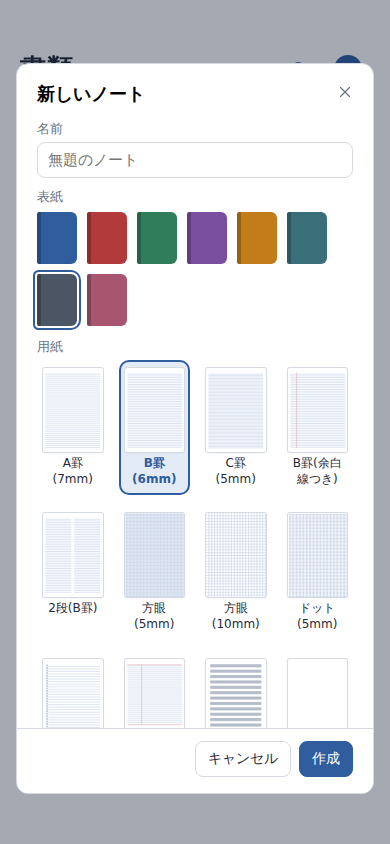 新しいノート
名前
無題のノート
表紙
用紙
A罫
(7mm)
B罫
(6mm)
C罫
(5mm)
B罫(余白
線つき)
2段(B罫)
方眼
(5mm)
方眼
(10mm)
ドット
(5mm)
キャンセル
作成